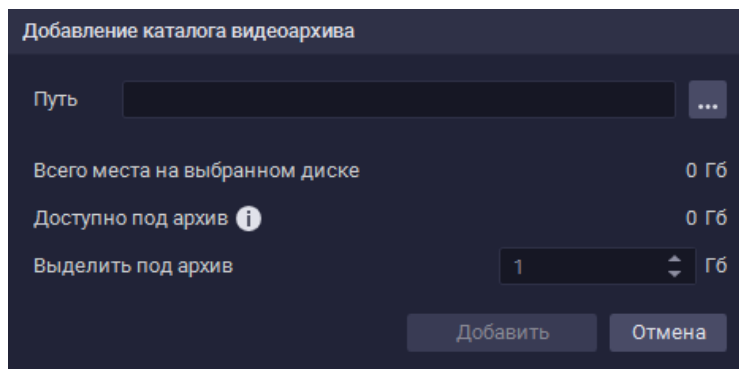 Добавление каталога видеоархива
Путь ...
Всего места на выбранном диске 0 Гб
Доступно под архив i 0 Гб
Выделить под архив 1 Гб
Добавить Отмена